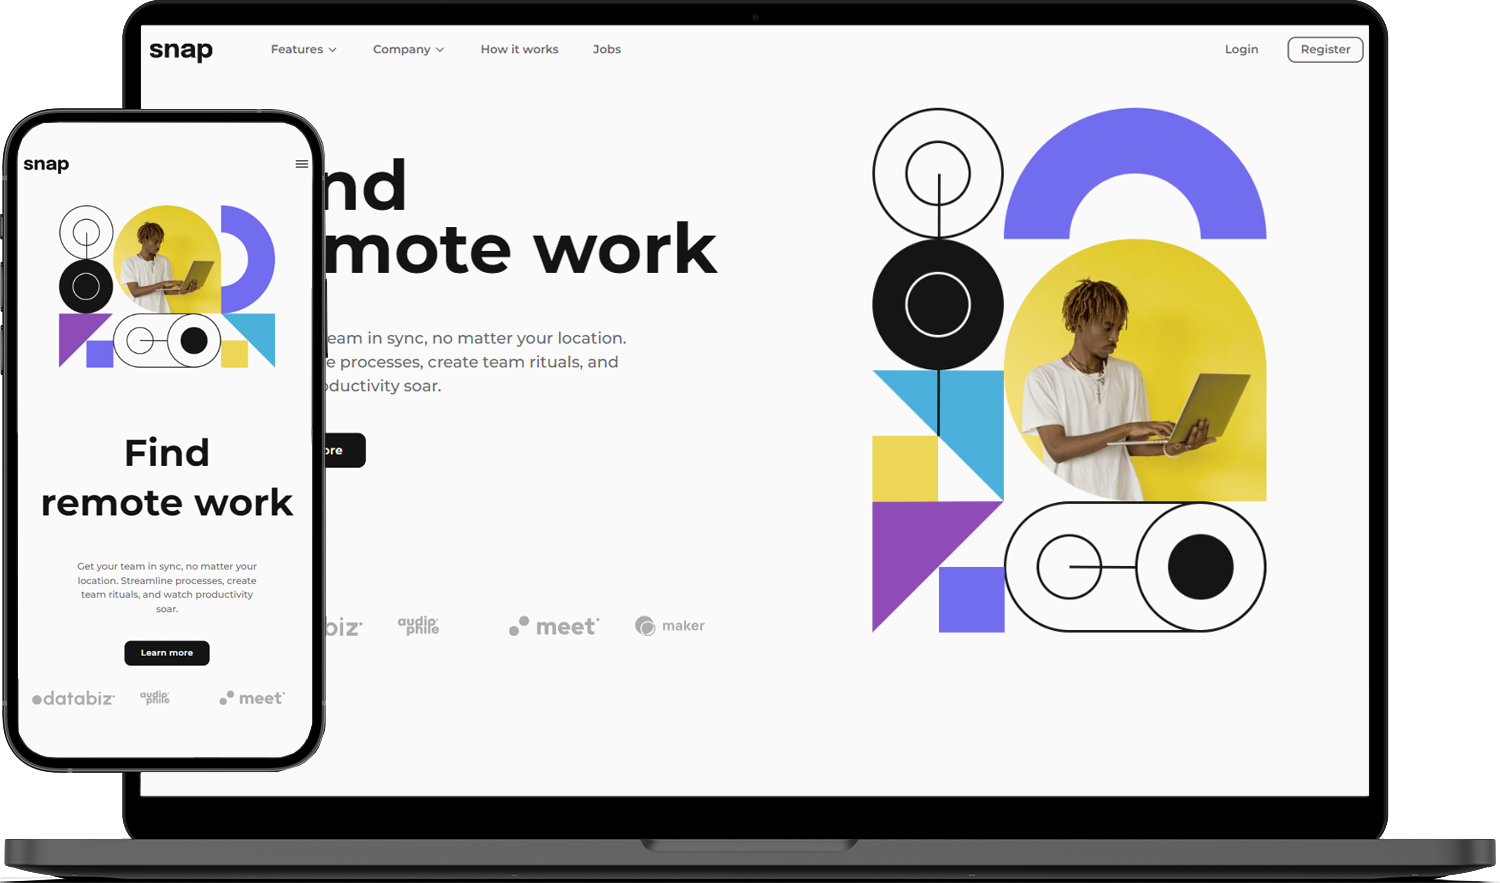 snap
Features
Company
How it works
Jobs
Login
Register
nd
mote work
eam in sync, no matter your location.
e processes, create team rituals, and
oductivity soar.
ore
biz
audio
phile
meet
maker
snap
Find
remote work
Get your team in sync, no matter your
location. Streamline processes, create
team rituals, and watch productivity
soar.
Learn more
databiz
audio
phile
meet